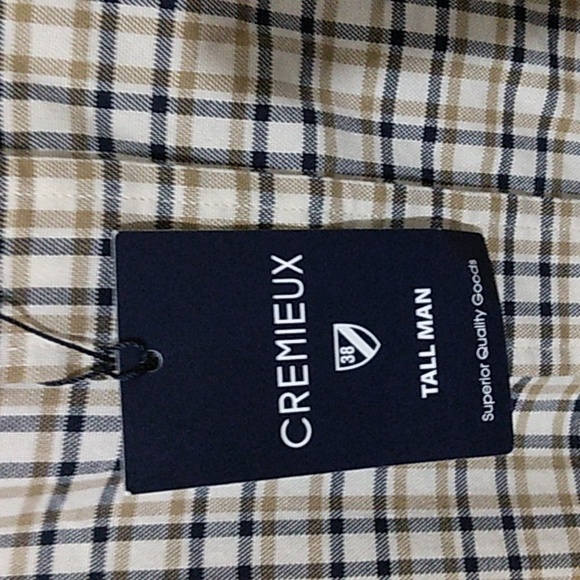 CREMIEUX
38
TALL MAN
Superior Quality Goods